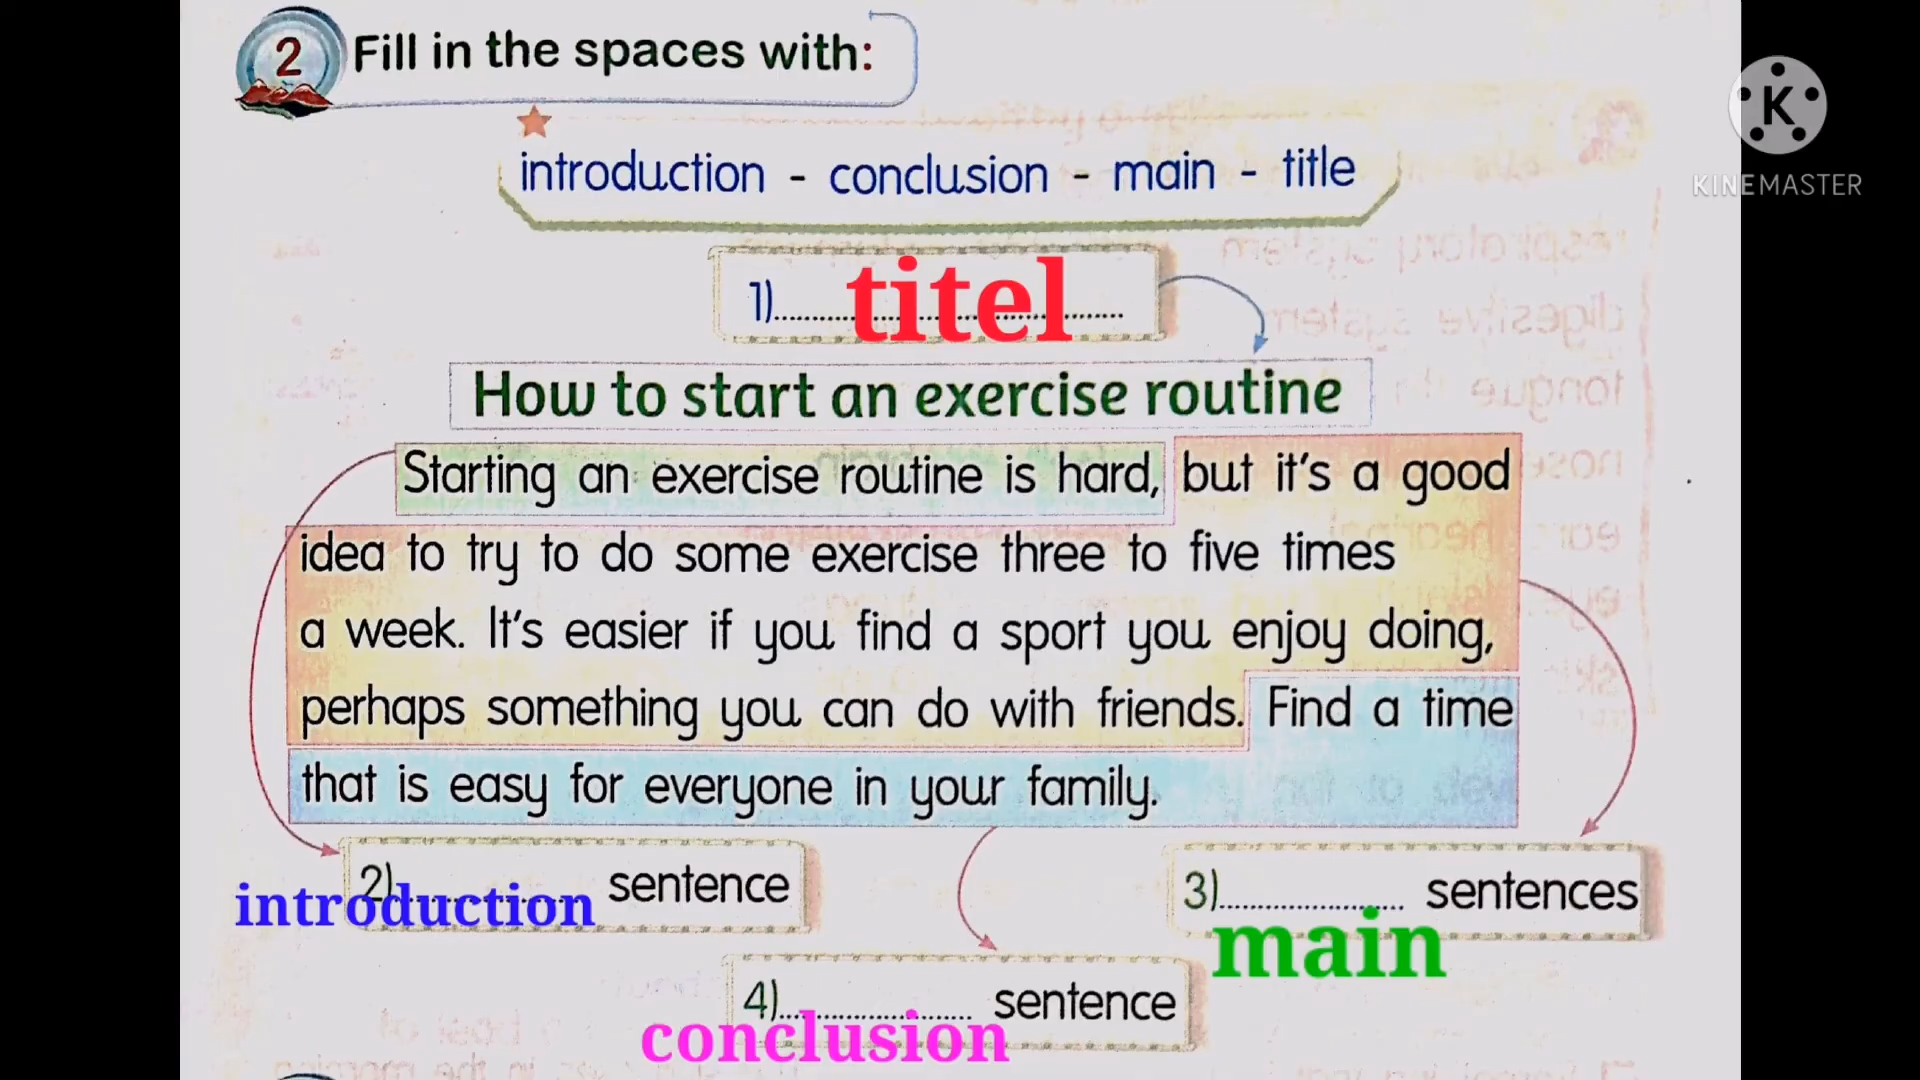 2 Fill in the spaces with:
K
KINEMASTER
introduction - conclusion - main - title
1).......... titel
How to start an exercise routine
Starting an exercise routine is hard, but it's a good
idea to try to do some exercise three to five times
a week. It's easier if you find a sport you enjoy doing,
perhaps something you can do with friends. Find a time
that is easy for everyone in your family.
2).......... sentence
introduction
3).......... sentences
main
4).......... sentence
conclusion